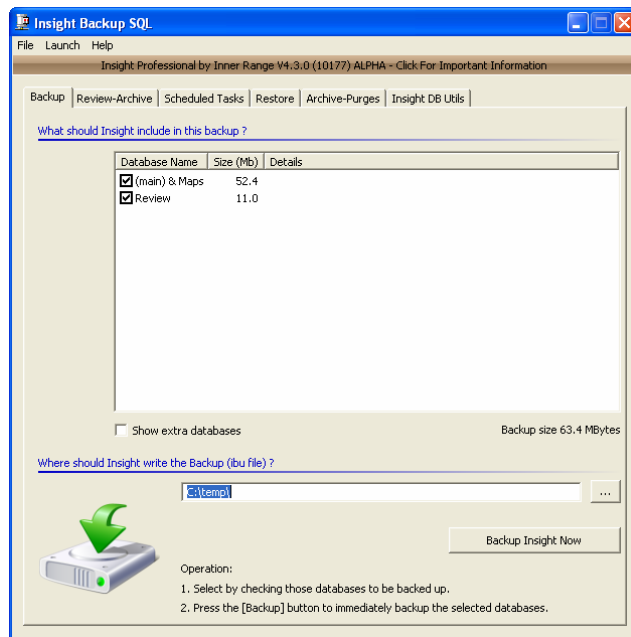 Insight Backup SQL
File Launch Help
Insight Professional by Inner Range V4.3.0 (10177) ALPHA - Click For Important Information
Backup Review-Archive Scheduled Tasks Restore Archive-Purges Insight DB Utils
What should Insight include in this backup ?
Database Name Size (Mb) Details
(main) & Maps 52.4
Review 11.0
Show extra databases Backup size 63.4 MBytes
Where should Insight write the Backup (ibu file) ?
C:\temp\ ...
Backup Insight Now
Operation:
1. Select by checking those databases to be backed up.
2. Press the [Backup] button to immediately backup the selected databases.